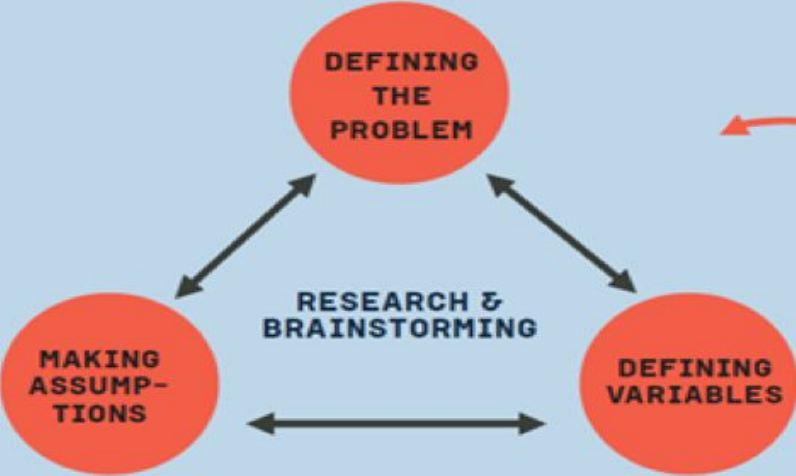 DEFINING
THE
PROBLEM
RESEARCH &
BRAINSTORMING
MAKING
ASSUMP-
TIONS
DEFINING
VARIABLES